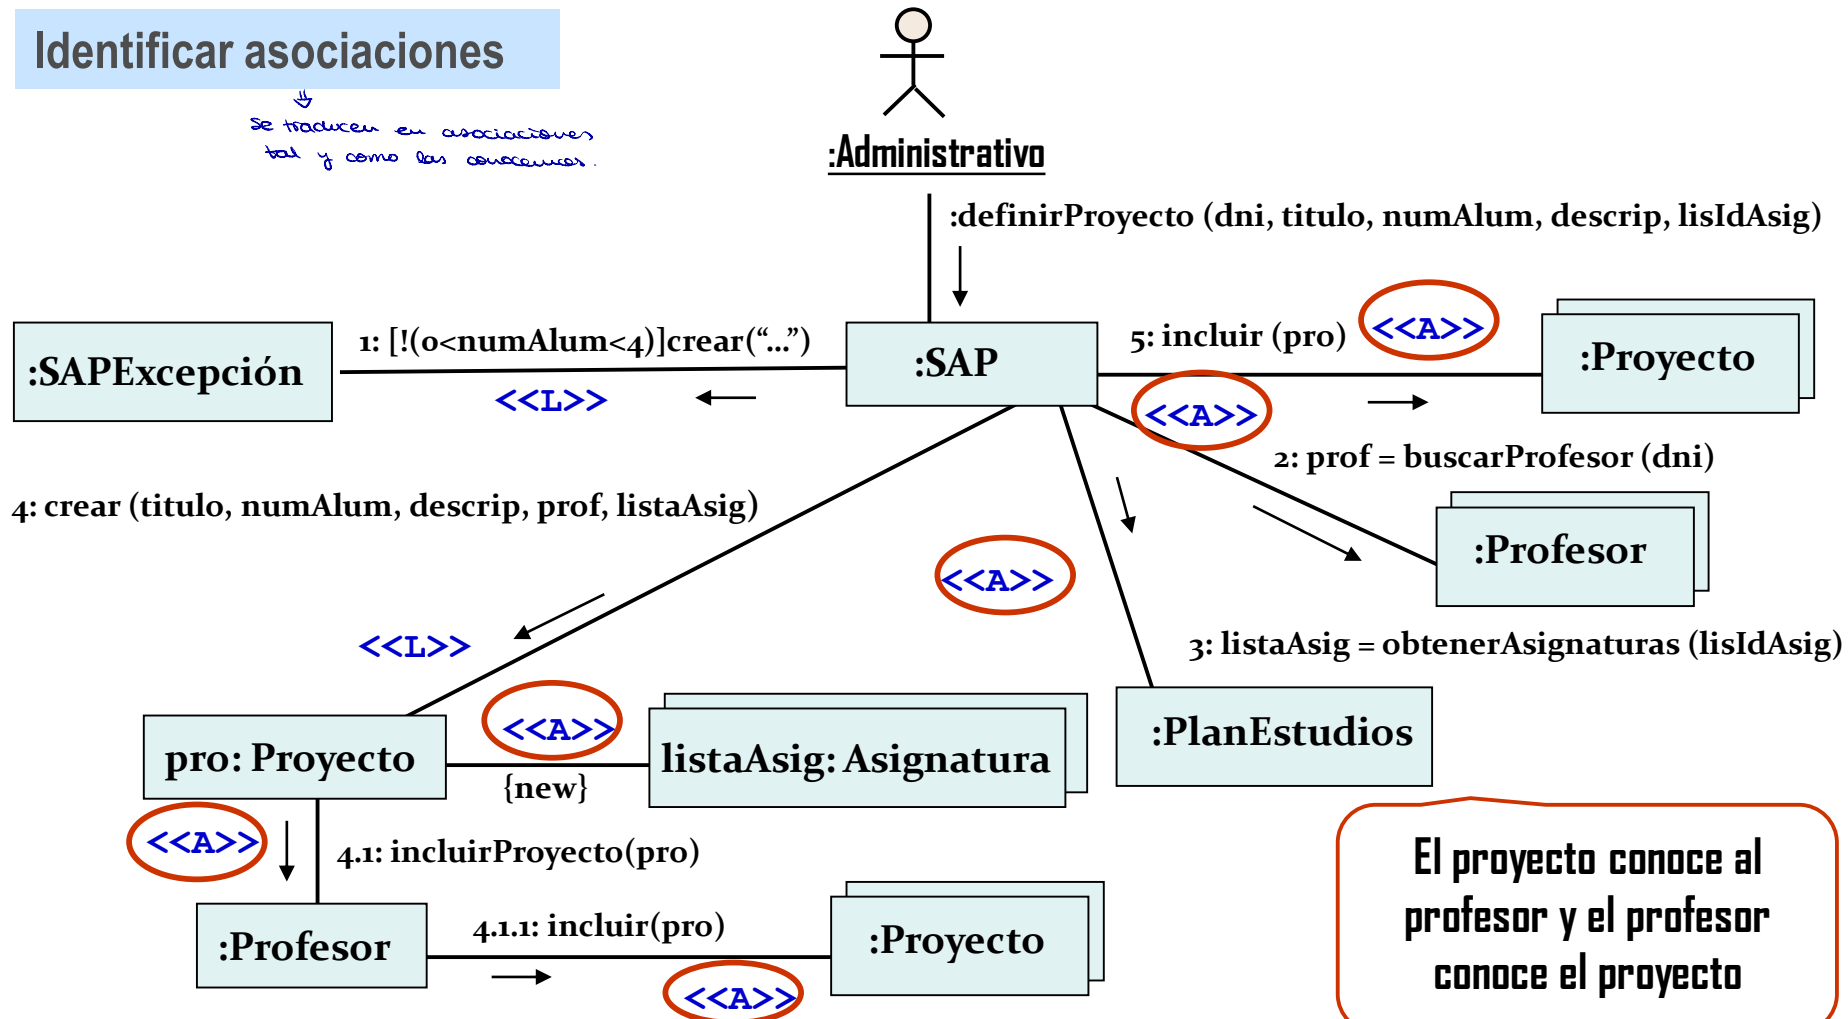 Identificar asociaciones
⇓
se traducen en asociaciones
tal y como las conocemos.
:Administrativo
:definirProyecto (dni, titulo, numAlum, descrip, lisIdAsig)
:SAPExcepción
1: [!(0<numAlum<4)]crear("...")
<<L>>
:SAP
5: incluir (pro)
<<A>>
:Proyecto
<<A>>
2: prof = buscarProfesor (dni)
:Profesor
4: crear (titulo, numAlum, descrip, prof, listaAsig)
<<A>>
<<L>>
3: listaAsig = obtenerAsignaturas (lisIdAsig)
:PlanEstudios
pro: Proyecto
<<A>>
{new}
listaAsig: Asignatura
<<A>>
4.1: incluirProyecto(pro)
:Profesor
4.1.1: incluir(pro)
<<A>>
:Proyecto
El proyecto conoce al
profesor y el profesor
conoce el proyecto